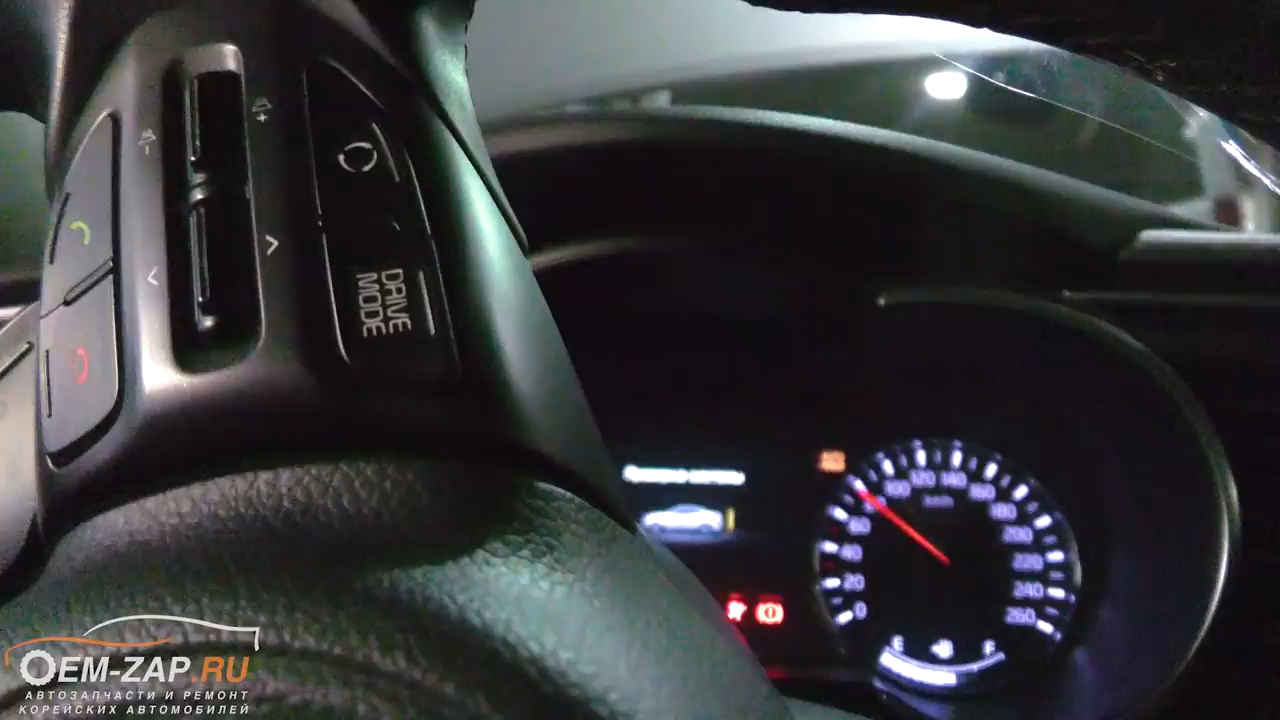 DRIVE
MODE
100 120 140 160
80 180
60 200
40 220
20 240
0 260
km/h
E F
OEM-ZAP.RU
АВТОЗАПЧАСТИ И РЕМОНТ
КОРЕЙСКИХ АВТОМОБИЛЕЙ